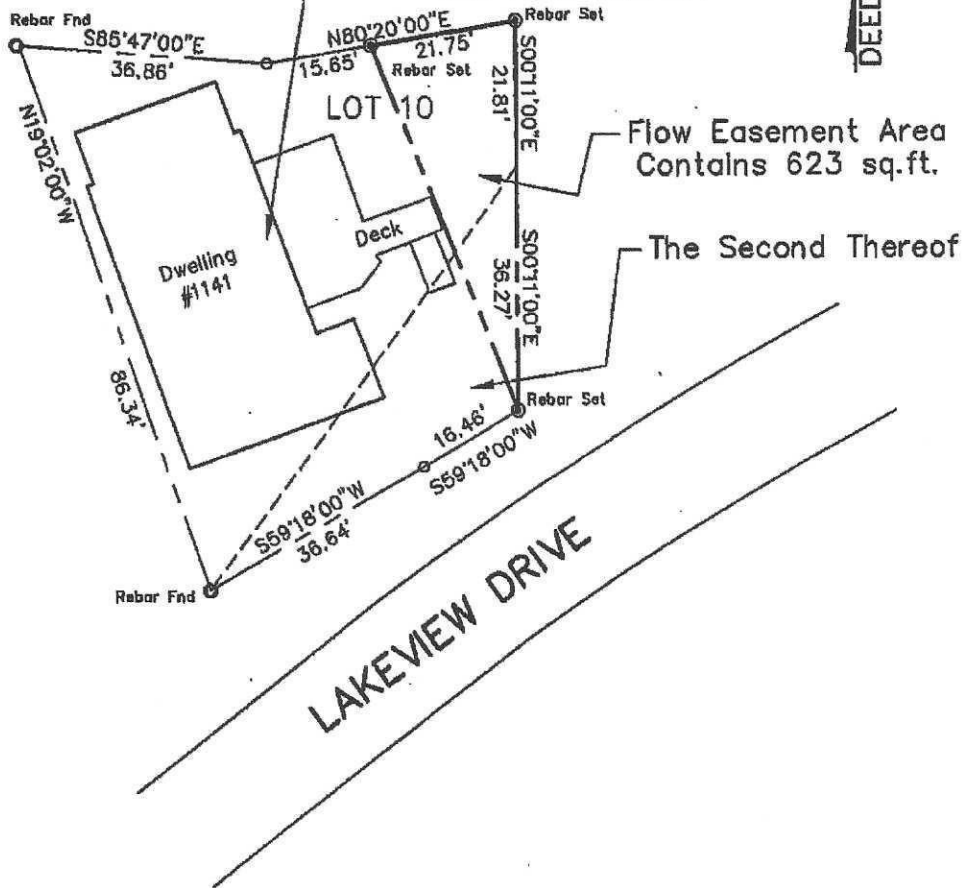 Rebar Fnd
S85°47'00"E
36.86'
N80°20'00"E
15.65'
21.75'
Rebar Set
Rebar Set
DEED
LOT 10
S00°11'00"E
21.81'
Flow Easement Area
Contains 623 sq.ft.
N19°02'00"W
86.34'
Dwelling
#1141
Deck
The Second Thereof
S00°11'00"E
36.27'
Rebar Set
16.46'
S59°18'00"W
S59°18'00"W
36.64'
Rebar Fnd
LAKEVIEW DRIVE